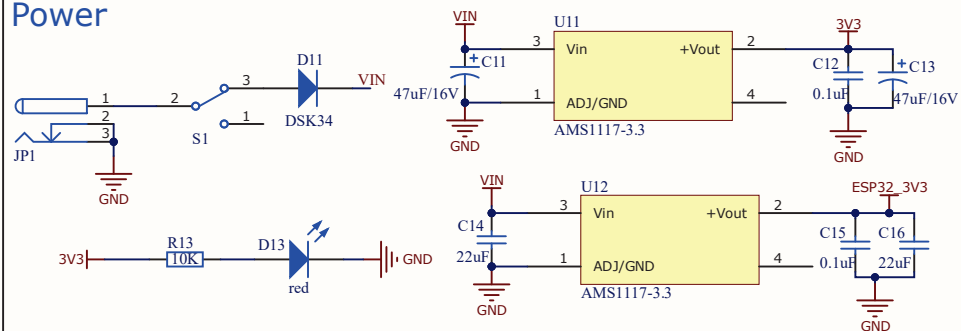 Power
JP1
1
2
3
GND
2
S1
3
1
D11
DSK34
VIN
VIN
C11
47uF/16V
GND
U11
3
Vin
+Vout
2
1
ADJ/GND
4
AMS1117-3.3
3V3
C12
0.1uF
C13
47uF/16V
GND
3V3
R13
10K
D13
red
GND
VIN
C14
22uF
GND
U12
3
Vin
+Vout
2
1
ADJ/GND
4
AMS1117-3.3
ESP32_3V3
C15
0.1uF
C16
22uF
GND